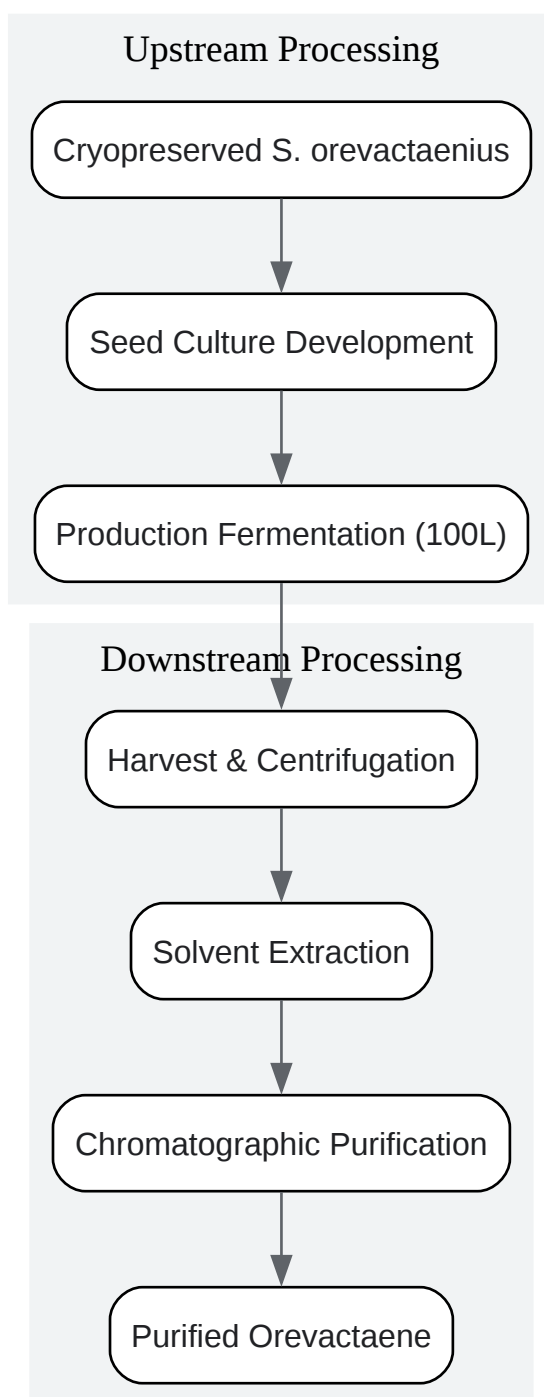 Upstream Processing
Cryopreserved S. orevactaenius
Seed Culture Development
Production Fermentation (100L)
Downstream Processing
Harvest & Centrifugation
Solvent Extraction
Chromatographic Purification
Purified Orevactaene